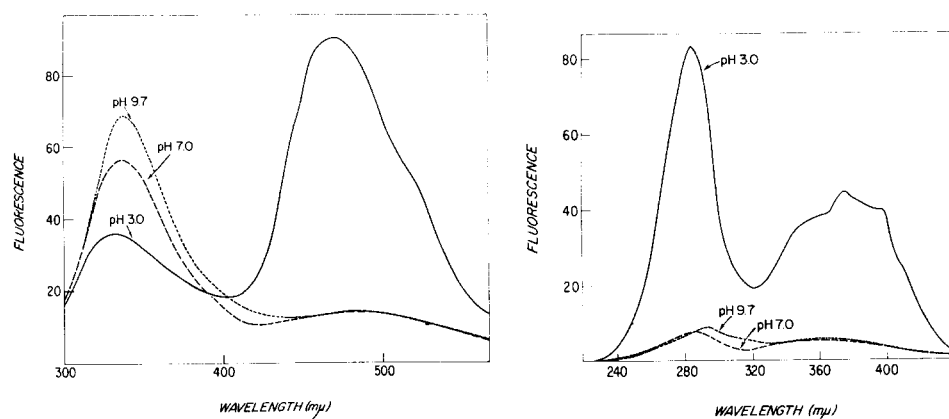 FLUORESCENCE
80
60
40
20
pH 9.7
pH 7.0
pH 3.0
300
400
500
WAVELENGTH (mμ)
FLUORESCENCE
80
60
40
20
pH 3.0
pH 9.7
pH 7.0
240
280
320
360
400
WAVELENGTH (mμ)